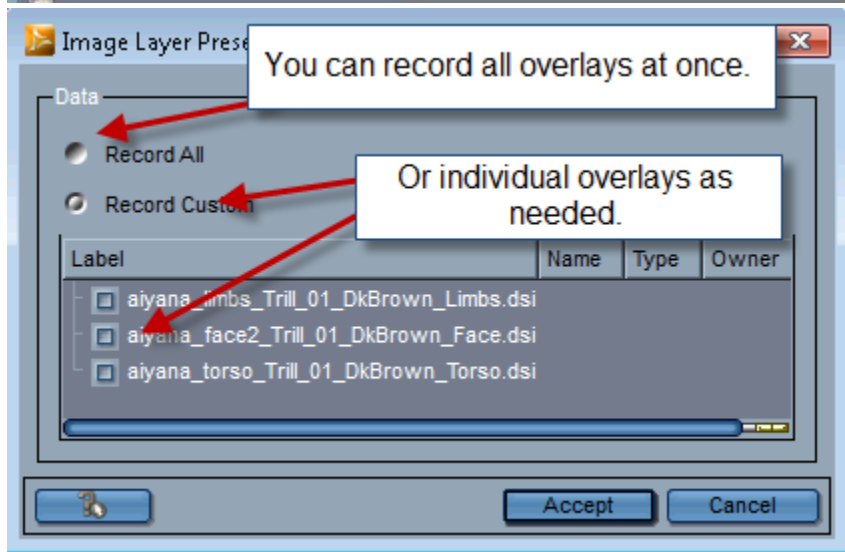 Image Layer Prese
You can record all overlays at once.
Data
Record All
Or individual overlays as
needed.
Record Custom
Label Name Type Owner
aiyana_limbs_Trill_01_DkBrown_Limbs.dsi
aiyana_face2_Trill_01_DkBrown_Face.dsi
aiyana_torso_Trill_01_DkBrown_Torso.dsi
Accept Cancel